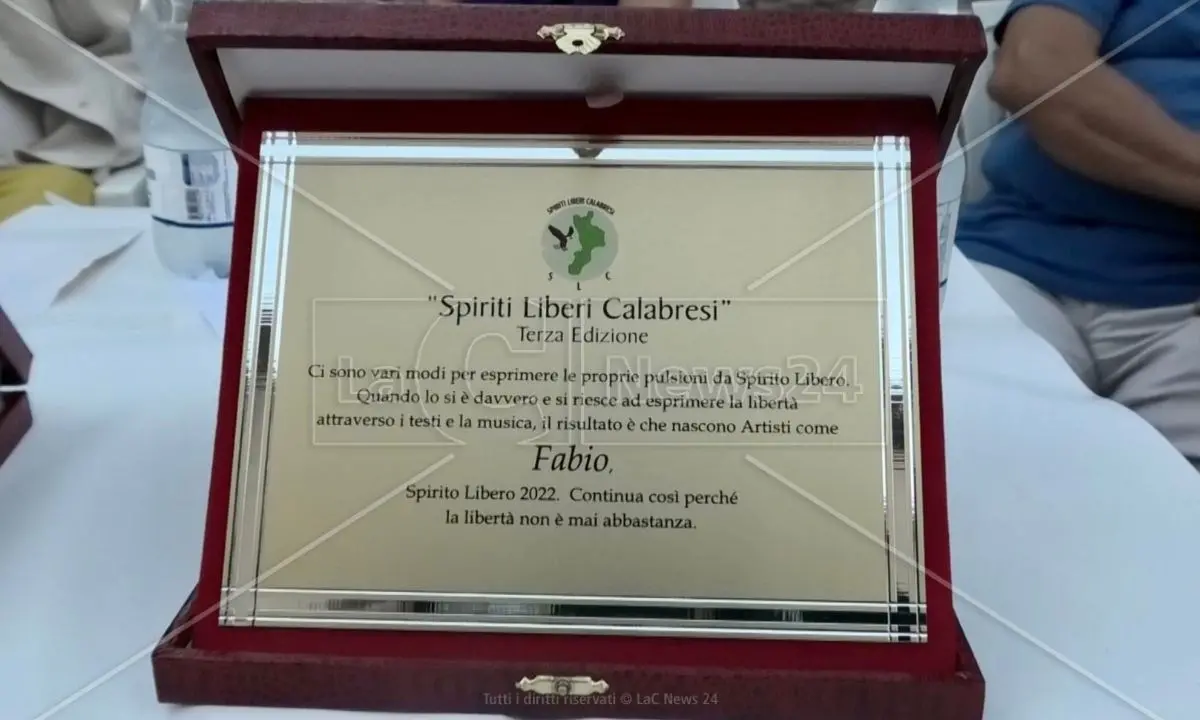 SPIRITI LIBERI CALABRESI
S L C
"Spiriti Liberi Calabresi"
Terza Edizione
Ci sono vari modi per esprimere le proprie pulsioni da Spirito Libero.
Quando lo si è davvero e si riesce ad esprimere la libertà
attraverso i testi e la musica, il risultato è che nascono Artisti come
Fabio,
Spirito Libero 2022. Continua così perché
la libertà non è mai abbastanza.
LaC News24
Tutti i diritti riservati © LaC News 24